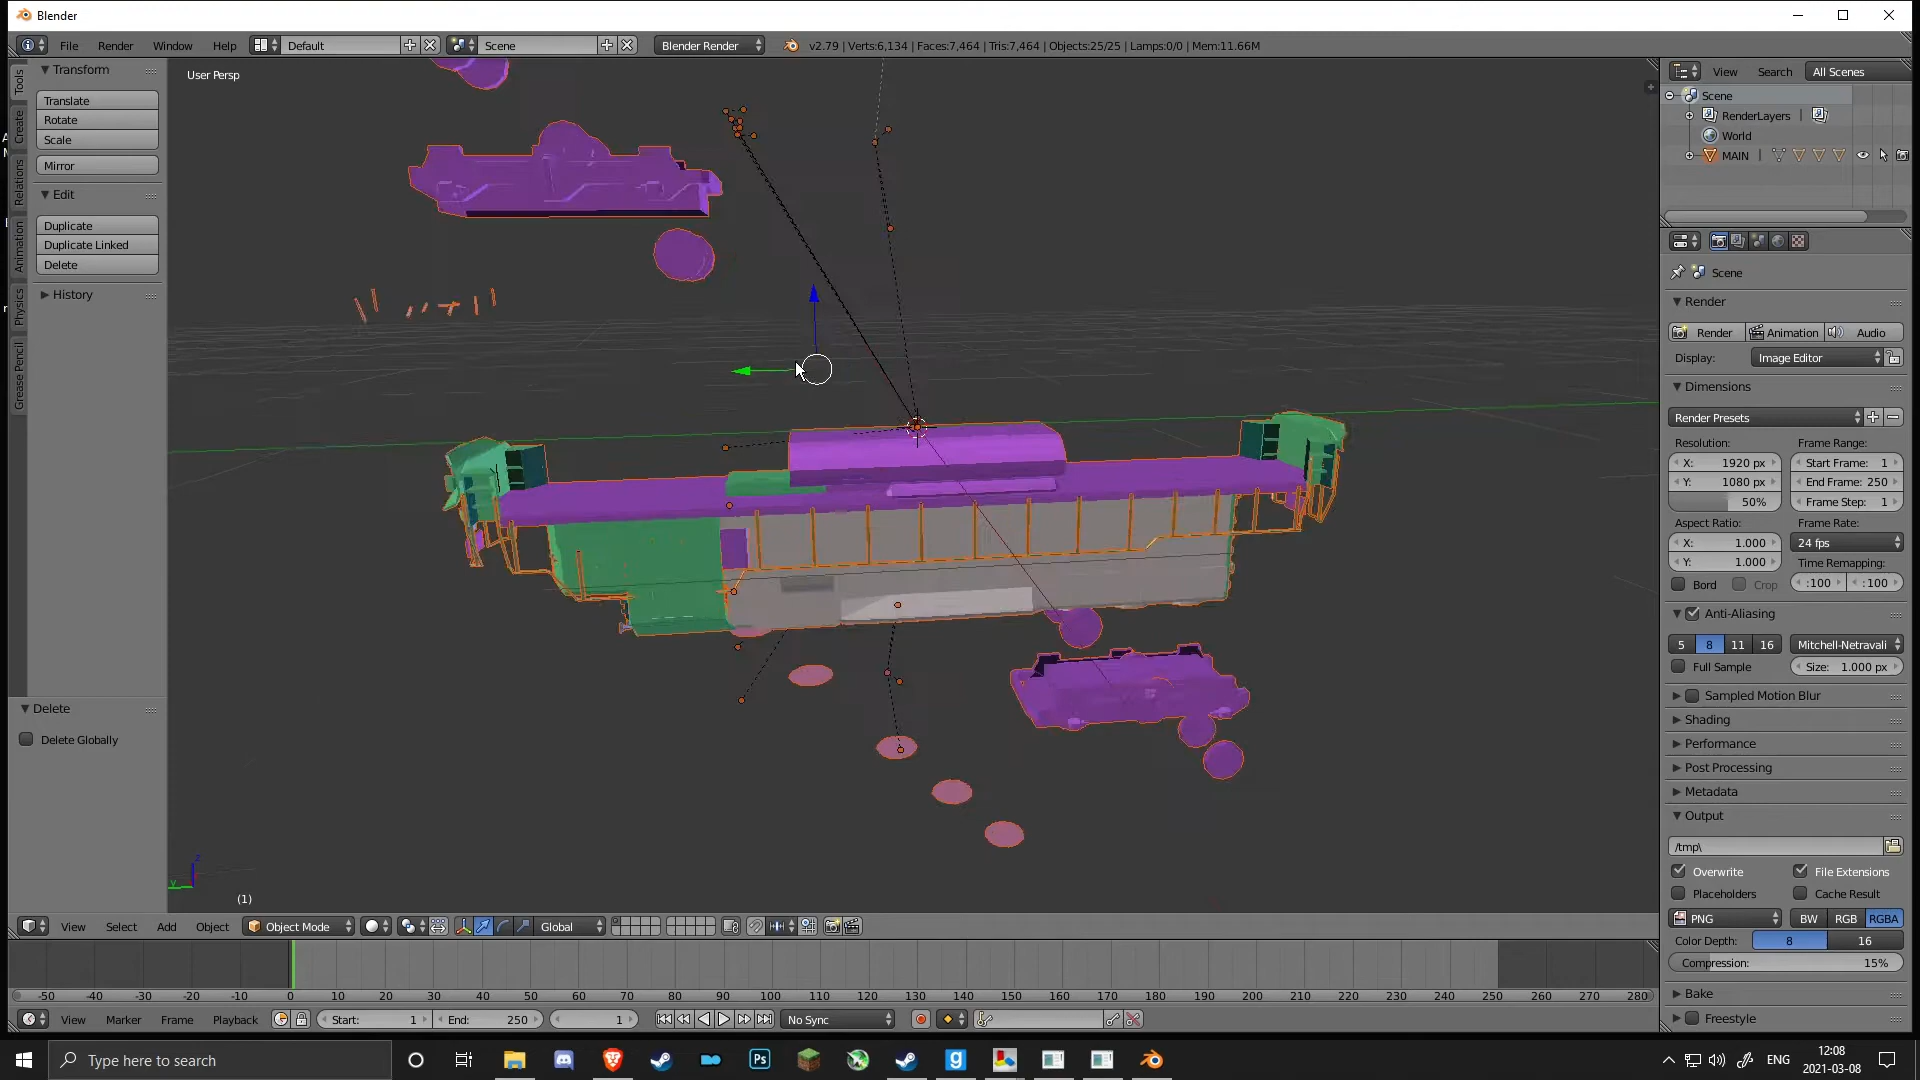 Blender
File Render Window Help Default Scene Blender Render v2.79 | Verts:6,134 | Faces:7,464 | Tris:7,464 | Objects:25/25 | Lamps:0/0 | Mem:11.66M
Tools
Create
Relations
Animation
Physics
Grease Pencil
Transform
Translate
Rotate
Scale
Mirror
Edit
Duplicate
Duplicate Linked
Delete
History
Delete
Delete Globally
User Persp
(1)
View Search All Scenes
Scene
RenderLayers |
World
MAIN |
Scene
Render
Render Animation Audio
Display: Image Editor
Dimensions
Render Presets
Resolution: Frame Range:
X: 1920 px Start Frame: 1
Y: 1080 px End Frame: 250
50% Frame Step: 1
Aspect Ratio: Frame Rate:
X: 1.000 24 fps
Y: 1.000 Time Remapping:
Bord Crop :100 :100
Anti-Aliasing
5 8 11 16 Mitchell-Netravali
Full Sample Size: 1.000 px
Sampled Motion Blur
Shading
Performance
Post Processing
Metadata
Output
/tmp\
Overwrite File Extensions
Placeholders Cache Result
PNG BW RGB RGBA
Color Depth: 8 16
Compression: 15%
Bake
Freestyle
View Select Add Object Object Mode Global
-50 -40 -30 -20 -10 0 10 20 30 40 50 60 70 80 90 100 110 120 130 140 150 160 170 180 190 200 210 220 230 240 250 260 270 280
View Marker Frame Playback Start: 1 End: 250 1 No Sync
Type here to search
Ps
ENG
12:08
2021-03-08